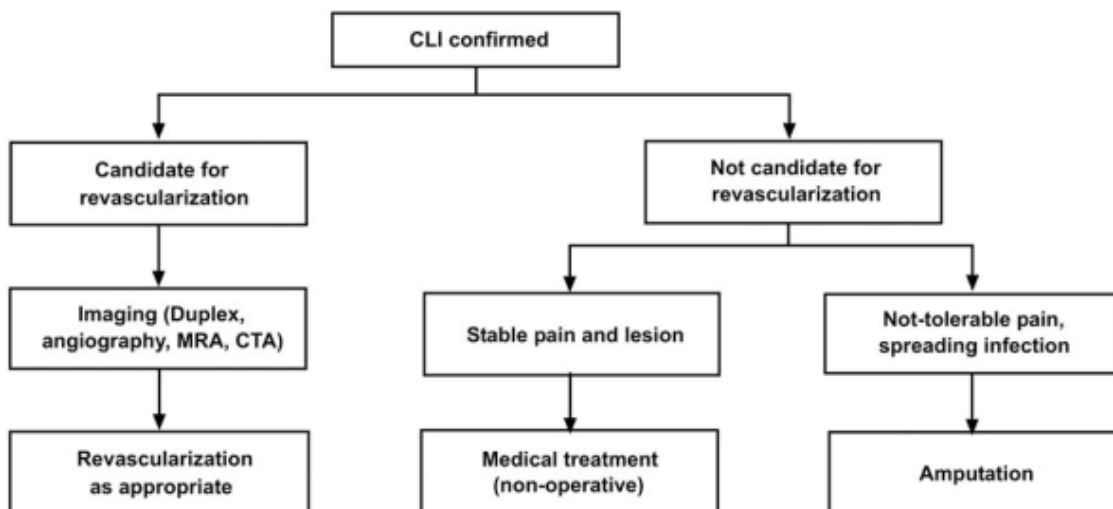 CLI confirmed
Candidate for
revascularization
Not candidate for
revascularization
Imaging (Duplex,
angiography, MRA, CTA)
Stable pain and lesion
Not-tolerable pain,
spreading infection
Revascularization
as appropriate
Medical treatment
(non-operative)
Amputation